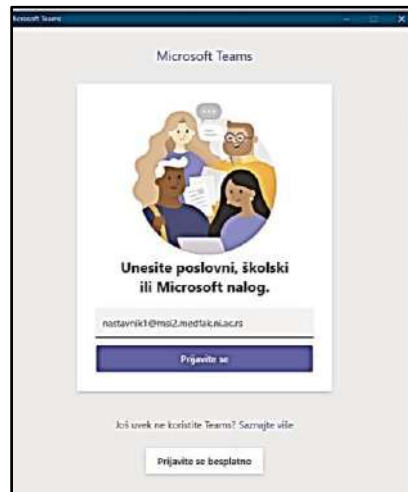 Microsoft Teams
Microsoft Teams
Unesite poslovni, školski
ili Microsoft nalog.
nastavnik1@msi2.medfak.ni.ac.rs
Prijavite se
Još uvek ne koristite Teams? Saznajte više
Prijavite se besplatno